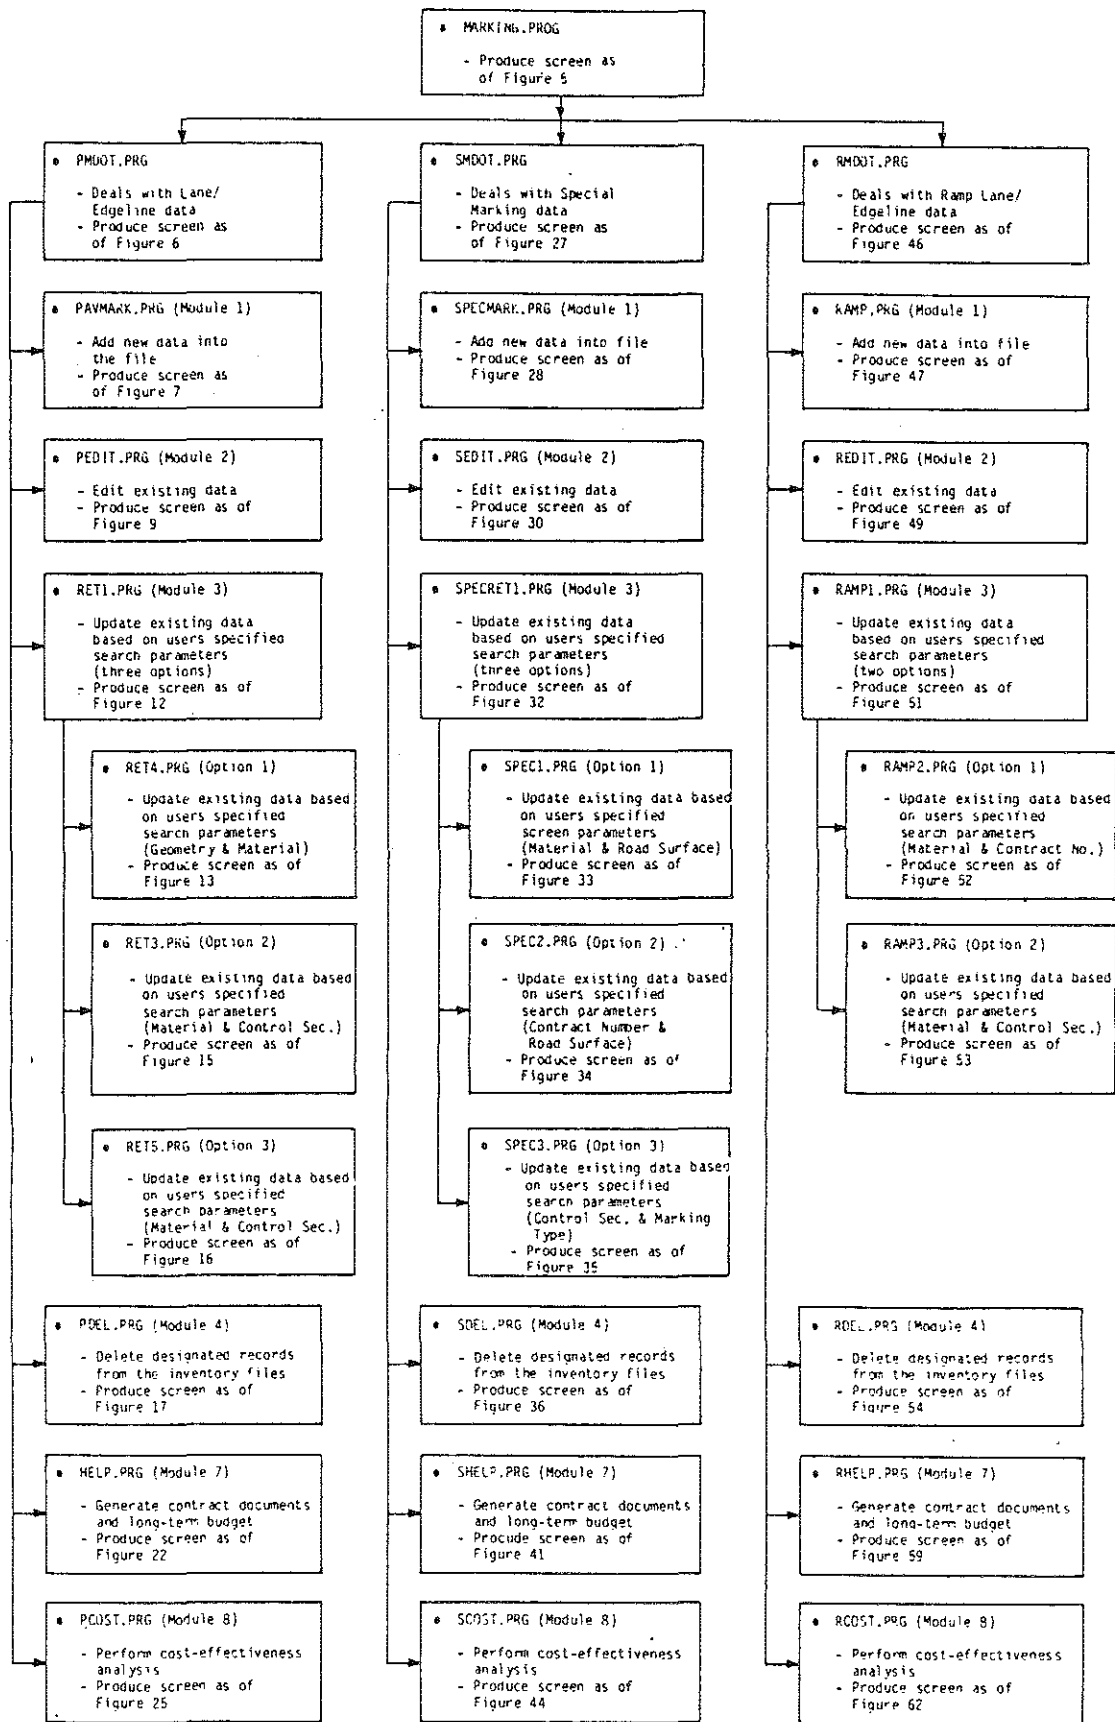 • MARKING.PROG
- Produce screen as
of Figure 5
• PMDOT.PRG
- Deals with Lane/
Edgeline data
- Produce screen as
of Figure 6
• PAVMARK.PRG (Module 1)
- Add new data into
the file
- Produce screen as
of Figure 7
• PEDIT.PRG (Module 2)
- Edit existing data
- Produce screen as of
Figure 9
• RET1.PRG (Module 3)
- Update existing data
based on users specified
search parameters
(three options)
- Produce screen as of
Figure 12
• RET4.PRG (Option 1)
- Update existing data based
on users specified
search parameters
(Geometry & Material)
- Produce screen as of
Figure 13
• RET3.PRG (Option 2)
- Update existing data based
on users specified
search parameters
(Material & Control Sec.)
- Produce screen as of
Figure 15
• RET5.PRG (Option 3)
- Update existing data based
on users specified
search parameters
(Material & Control Sec.)
- Produce screen as of
Figure 16
• PDEL.PRG (Module 4)
- Delete designated records
from the inventory files
- Produce screen as of
Figure 17
• HELP.PRG (Module 7)
- Generate contract documents
and long-term budget
- Produce screen as of
Figure 22
• PCOST.PRG (Module 8)
- Perform cost-effectiveness
analysis
- Produce screen as of
Figure 25
• SMDOT.PRG
- Deals with Special
Marking data
- Produce screen as
of Figure 27
• SPECMARK.PRG (Module 1)
- Add new data into file
- Produce screen as of
Figure 28
• SEDIT.PRG (Module 2)
- Edit existing data
- Produce screen as of
Figure 30
• SPECRET1.PRG (Module 3)
- Update existing data
based on users specified
search parameters
(three options)
- Produce screen as of
Figure 32
• SPEC1.PRG (Option 1)
- Update existing data based
on users specified
screen parameters
(Material & Road Surface)
- Produce screen as of
Figure 33
• SPEC2.PRG (Option 2)
- Update existing data based
on users specified
search parameters
(Contract Number &
Road Surface)
- Produce screen as of
Figure 34
• SPEC3.PRG (Option 3)
- Update existing data based
on users specified
search parameters
(Control Sec. & Marking
Type)
- Produce screen as of
Figure 35
• SDEL.PRG (Module 4)
- Delete designated records
from the inventory files
- Produce screen as of
Figure 36
• SHELP.PRG (Module 7)
- Generate contract documents
and long-term budget
- Procude screen as of
Figure 41
• SCOST.PRG (Module 8)
- Perform cost-effectiveness
analysis
- Produce screen as of
Figure 44
• RMDOT.PRG
- Deals with Ramp Lane/
Edgeline data
- Produce screen as of
Figure 46
• RAMP.PRG (Module 1)
- Add new data into file
- Produce screen as of
Figure 47
• REDIT.PRG (Module 2)
- Edit existing data
- Produce screen as of
Figure 49
• RAMP1.PRG (Module 3)
- Update existing data
based on users specified
search parameters
(two options)
- Produce screen as of
Figure 51
• RAMP2.PRG (Option 1)
- Update existing data based
on users specified
search parameters
(Material & Contract No.)
- Produce screen as of
Figure 52
• RAMP3.PRG (Option 2)
- Update existing data based
on users specified
search parameters
(Material & Control Sec.)
- Produce screen as of
Figure 53
• RDEL.PRG (Module 4)
- Delete designated records
from the inventory files
- Produce screen as of
Figure 54
• RHELP.PRG (Module 7)
- Generate contract documents
and long-term budget
- Produce screen as of
Figure 59
• RCOST.PRG (Module 8)
- Perform cost-effectiveness
analysis
- Produce screen as of
Figure 62